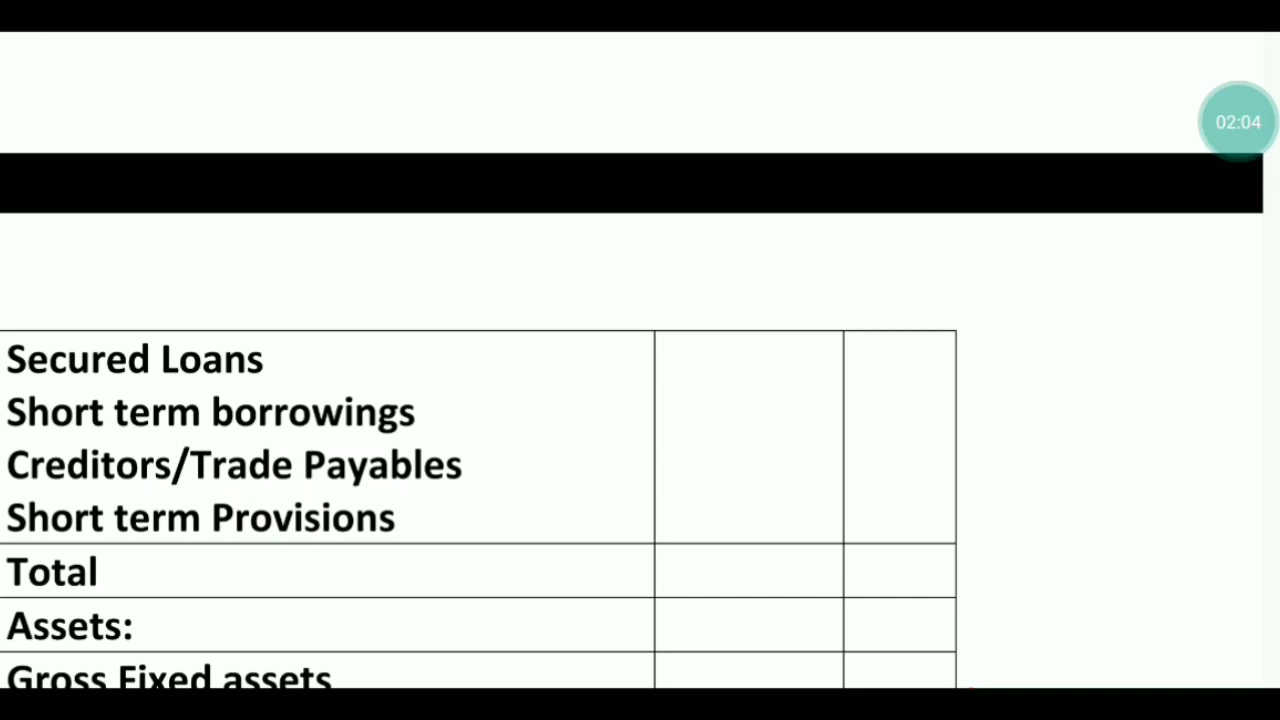 02:04
Secured Loans
Short term borrowings
Creditors/Trade Payables
Short term Provisions
Total
Assets:
Gross Fixed assets